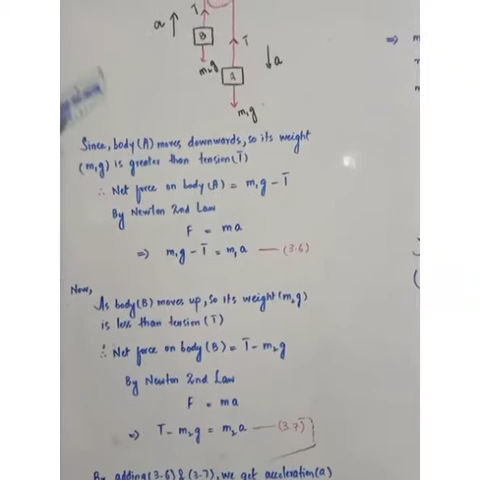 T
a
B
T
m₂g
a
A
m₁g
⇒ m
Since, body(A) moves downwards, so its weight
(m₁g) is greater than tension(T)
∴ Net force on body(A) = m₁g - T
By Newton 2nd Law
F = ma
⇒ m₁g - T = m₁a — (3.6)
Now,
As body(B) moves up, so its weight(m₂g)
is less than tension(T)
∴ Net force on body(B) = T - m₂g
By Newton 2nd Law
F = ma
⇒ T - m₂g = m₂a — (3.7)
By adding(3.6) & (3.7), we get acceleration(a)